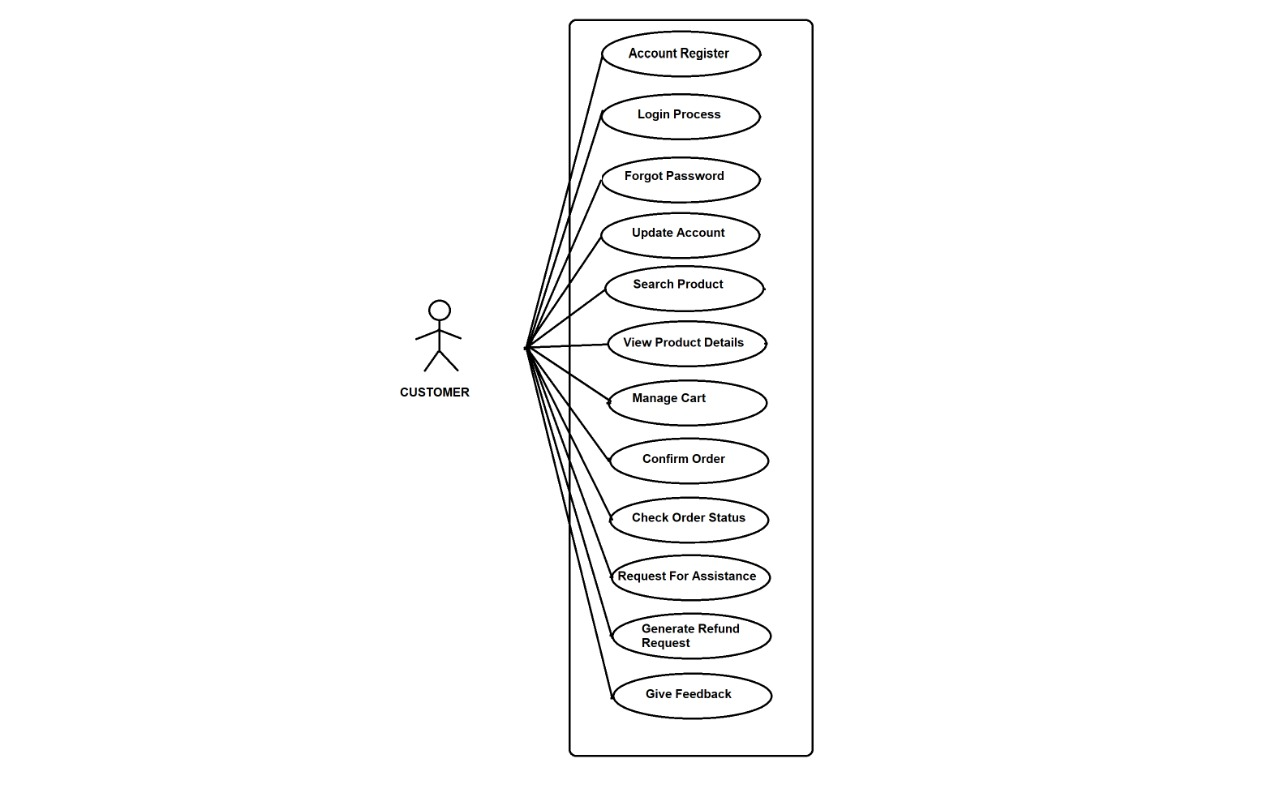 Account Register
Login Process
Forgot Password
Update Account
Search Product
View Product Details
CUSTOMER
Manage Cart
Confirm Order
Check Order Status
Request For Assistance
Generate Refund
Request
Give Feedback